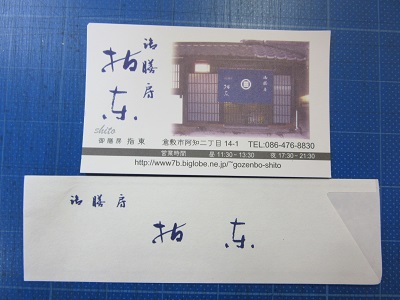 御膳房
指東
shito
御膳房 指東
倉敷市阿知二丁目14-1 TEL:086-476-8830
営業時間 昼 11:30~13:30 夜 17:30~21:30
http://www7b.biglobe.ne.jp/~gozenbo-shito
御膳房
指東